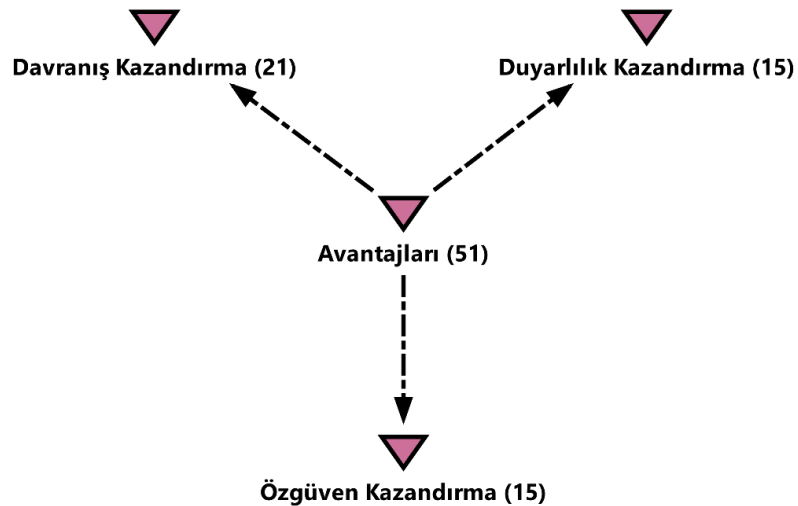 Davranış Kazandırma (21)
Duyarlılık Kazandırma (15)
Avantajları (51)
Özgüven Kazandırma (15)